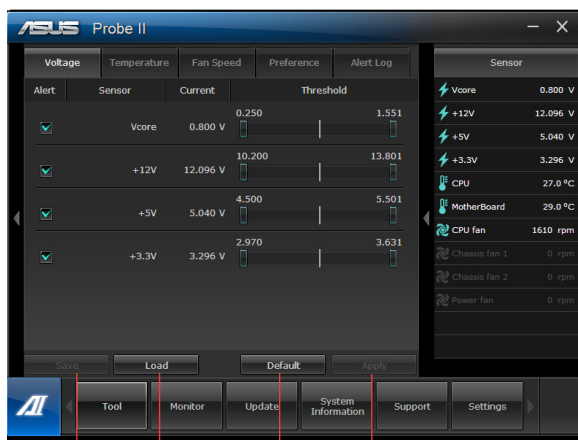 ASUS Probe II
Voltage Temperature Fan Speed Preference Alert Log
Alert Sensor Current Threshold
0.250 1.551
Vcore 0.800 V
10.200 13.801
+12V 12.096 V
4.500 5.501
+5V 5.040 V
2.970 3.631
+3.3V 3.296 V
Save Load Default Apply
Sensor
Vcore 0.800 V
+12V 12.096 V
+5V 5.040 V
+3.3V 3.296 V
CPU 27.0 ºC
MotherBoard 29.0 ºC
CPU fan 1610 rpm
Chassis fan 1 0 rpm
Chassis fan 2 0 rpm
Power fan 0 rpm
AI Tool Monitor Update System Information Support Settings